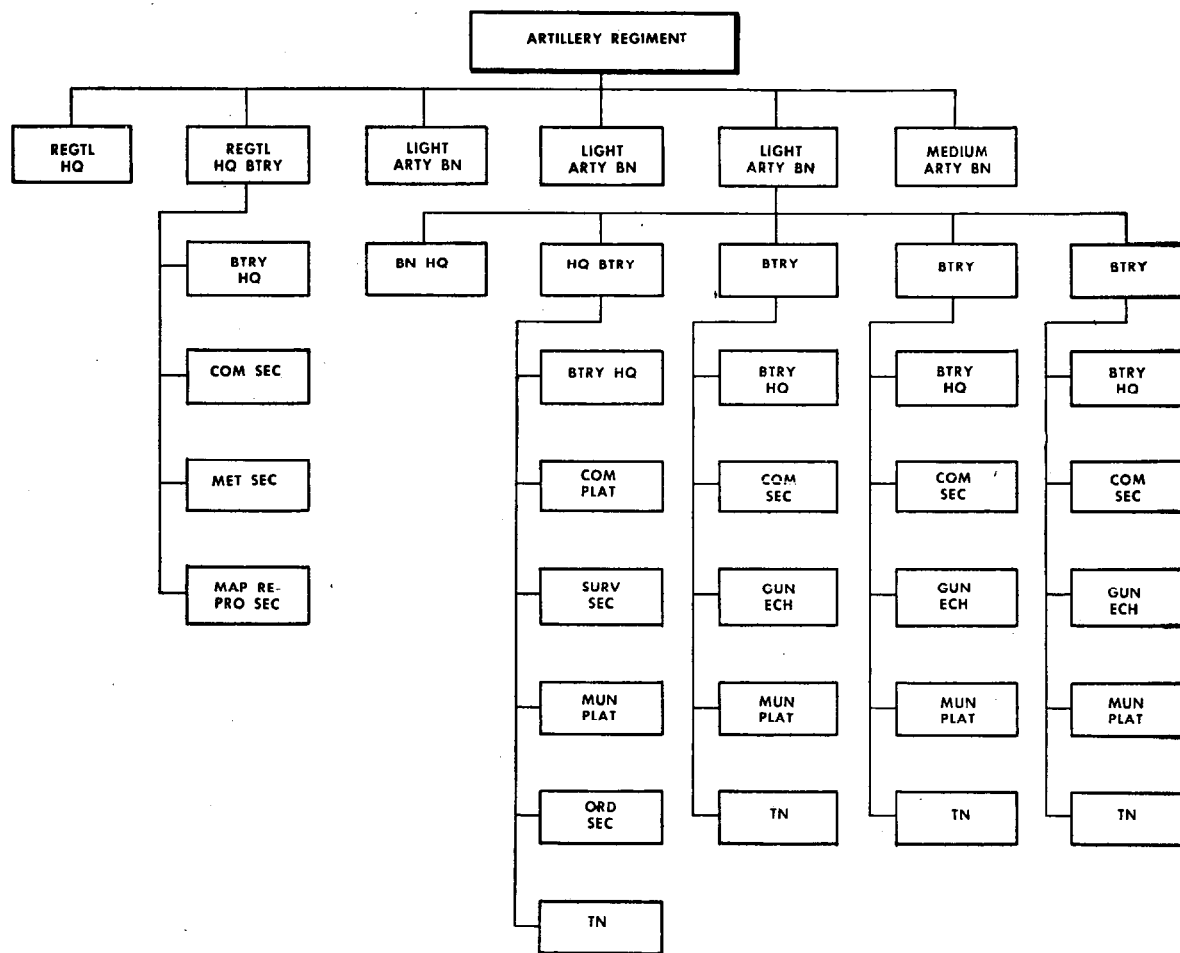 ARTILLERY REGIMENT
REGTL
HQ
REGTL
HQ BTRY
LIGHT
ARTY BN
LIGHT
ARTY BN
LIGHT
ARTY BN
MEDIUM
ARTY BN
BTRY
HQ
COM SEC
MET SEC
MAP RE-
PRO SEC
BN HQ
HQ BTRY
BTRY
BTRY
BTRY
BTRY HQ
COM
PLAT
SURV
SEC
MUN
PLAT
ORD
SEC
TN
BTRY
HQ
COM
SEC
GUN
ECH
MUN
PLAT
TN
BTRY
HQ
COM
SEC
GUN
ECH
MUN
PLAT
TN
BTRY
HQ
COM
SEC
GUN
ECH
MUN
PLAT
TN